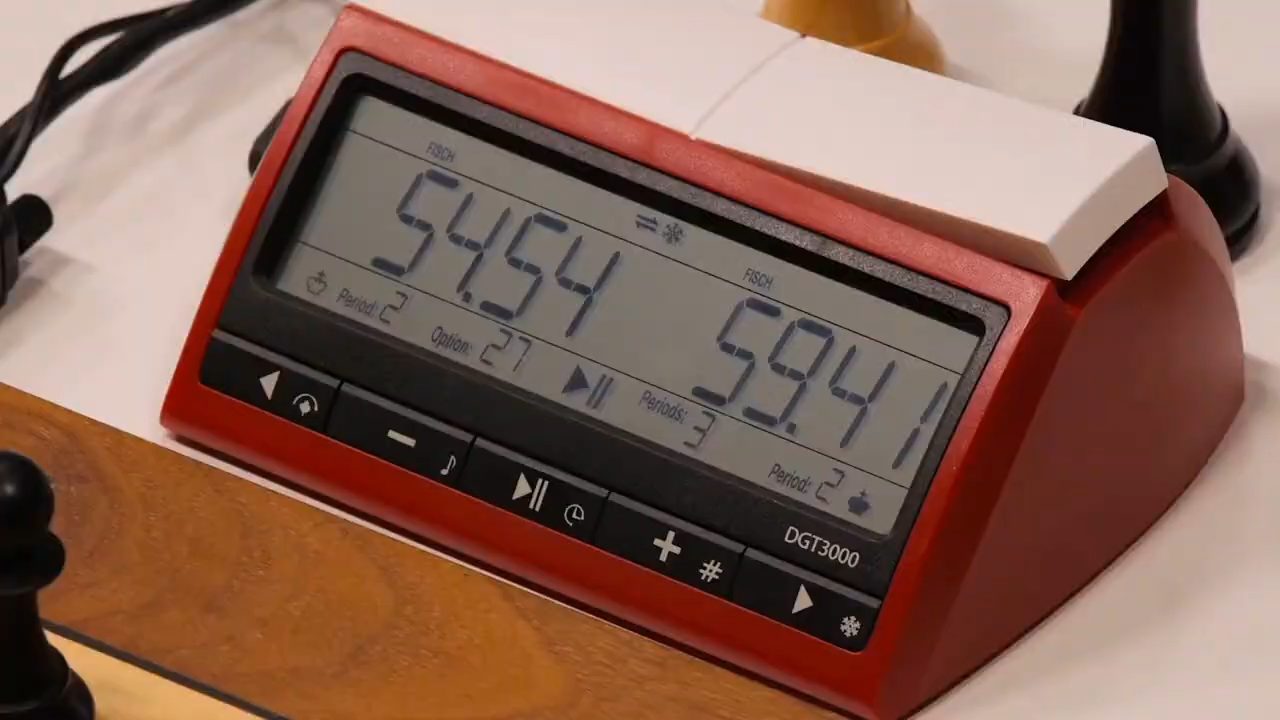 FISCH
54.54
FISCH
59.41
Period: 2
Option: 27
Periods: 3
Period: 2
DGT3000